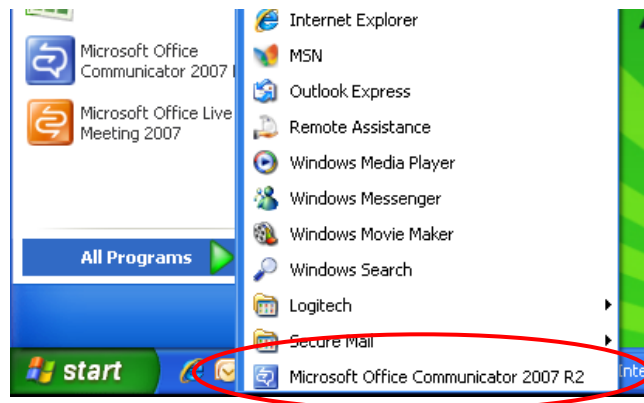 Microsoft Office
Communicator 2007
Microsoft Office Live
Meeting 2007
All Programs
start
Internet Explorer
MSN
Outlook Express
Remote Assistance
Windows Media Player
Windows Messenger
Windows Movie Maker
Windows Search
Logitech
Secure Mail
Microsoft Office Communicator 2007 R2
Inte